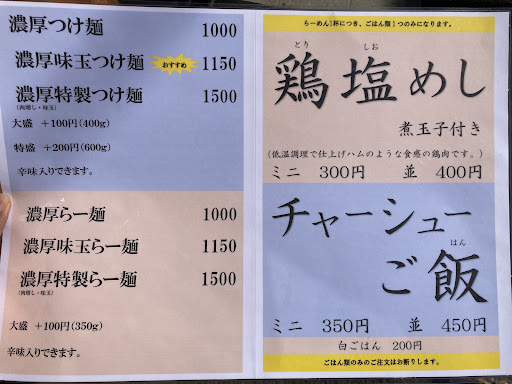 濃厚つけ麺 1000
濃厚味玉つけ麺 おすすめ 1150
濃厚特製つけ麺 1500
(肉増し・味玉)
大盛 +100円(400g)
特盛 +200円(600g)
辛味入りできます。
濃厚らー麺 1000
濃厚味玉らー麺 1150
濃厚特製らー麺 1500
(肉増し・味玉)
大盛 +100円(350g)
辛味入りできます。
らーめん1杯につき、ごはん類1つのみになります。
とり しお
鶏塩めし
煮玉子付き
(低温調理で仕上げハムのような食感の鶏肉です。)
ミニ 300円 並 400円
チャーシュー
はん
ご飯
ミニ 350円 並 450円
白ごはん 200円
ごはん類のみのご注文はお断りします。